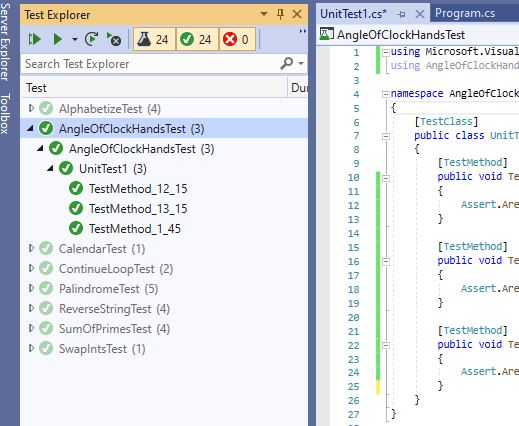 Server Explorer
Toolbox
Test Explorer
24 24 0
Search Test Explorer
Test
AlphabetizeTest (4)
AngleOfClockHandsTest (3)
AngleOfClockHandsTest (3)
UnitTest1 (3)
TestMethod_12_15
TestMethod_13_15
TestMethod_1_45
CalendarTest (1)
ContinueLoopTest (2)
PalindromeTest (5)
ReverseStringTest (4)
SumOfPrimesTest (4)
SwapIntsTest (1)
UnitTest1.cs*
Program.cs
AngleOfClockHandsTest
1 using Microsoft.Visual
2 using AngleOfClockHand
3
4 namespace AngleOfClock
5 {
6 [TestClass]
7 public class UnitT
8 {
9 [TestMethod]
10 public void Te
11 {
12 Assert.Are
13 }
14
15 [TestMethod]
16 public void Te
17 {
18 Assert.Are
19 }
20
21 [TestMethod]
22 public void Te
23 {
24 Assert.Are
25 }
26 }
27 }